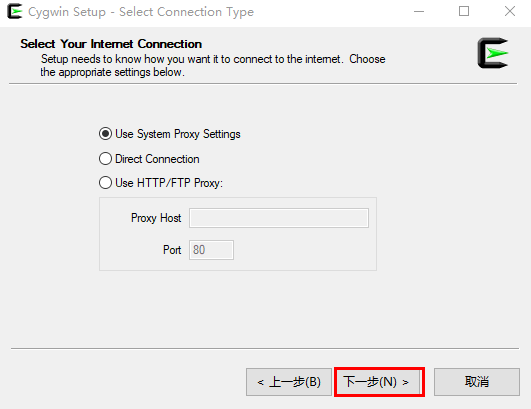 Cygwin Setup - Select Connection Type
Select Your Internet Connection
Setup needs to know how you want it to connect to the internet. Choose
the appropriate settings below.
Use System Proxy Settings
Direct Connection
Use HTTP/FTP Proxy:
Proxy Host
Port 80
< 上一步(B) 下一步(N) > 取消